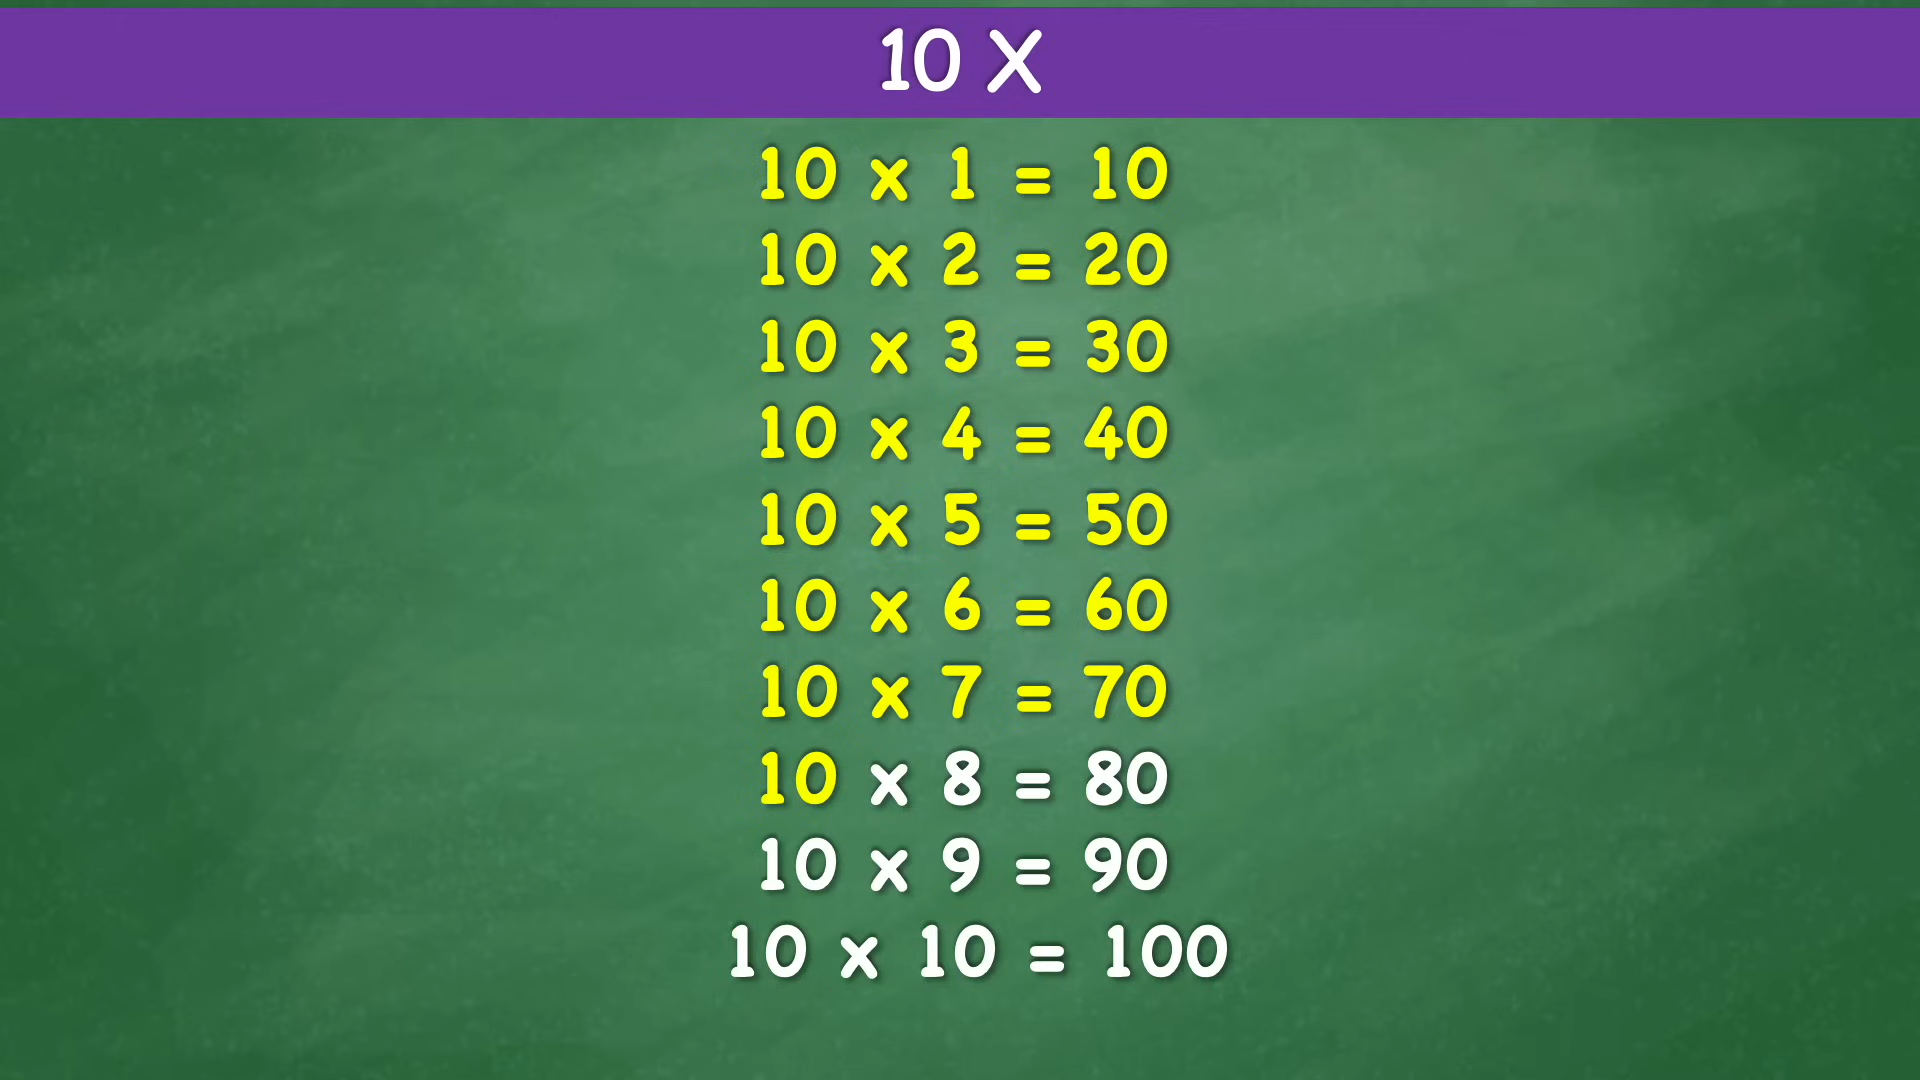 10 X
10 x 1 = 10
10 x 2 = 20
10 x 3 = 30
10 x 4 = 40
10 x 5 = 50
10 x 6 = 60
10 x 7 = 70
10 x 8 = 80
10 x 9 = 90
10 x 10 = 100